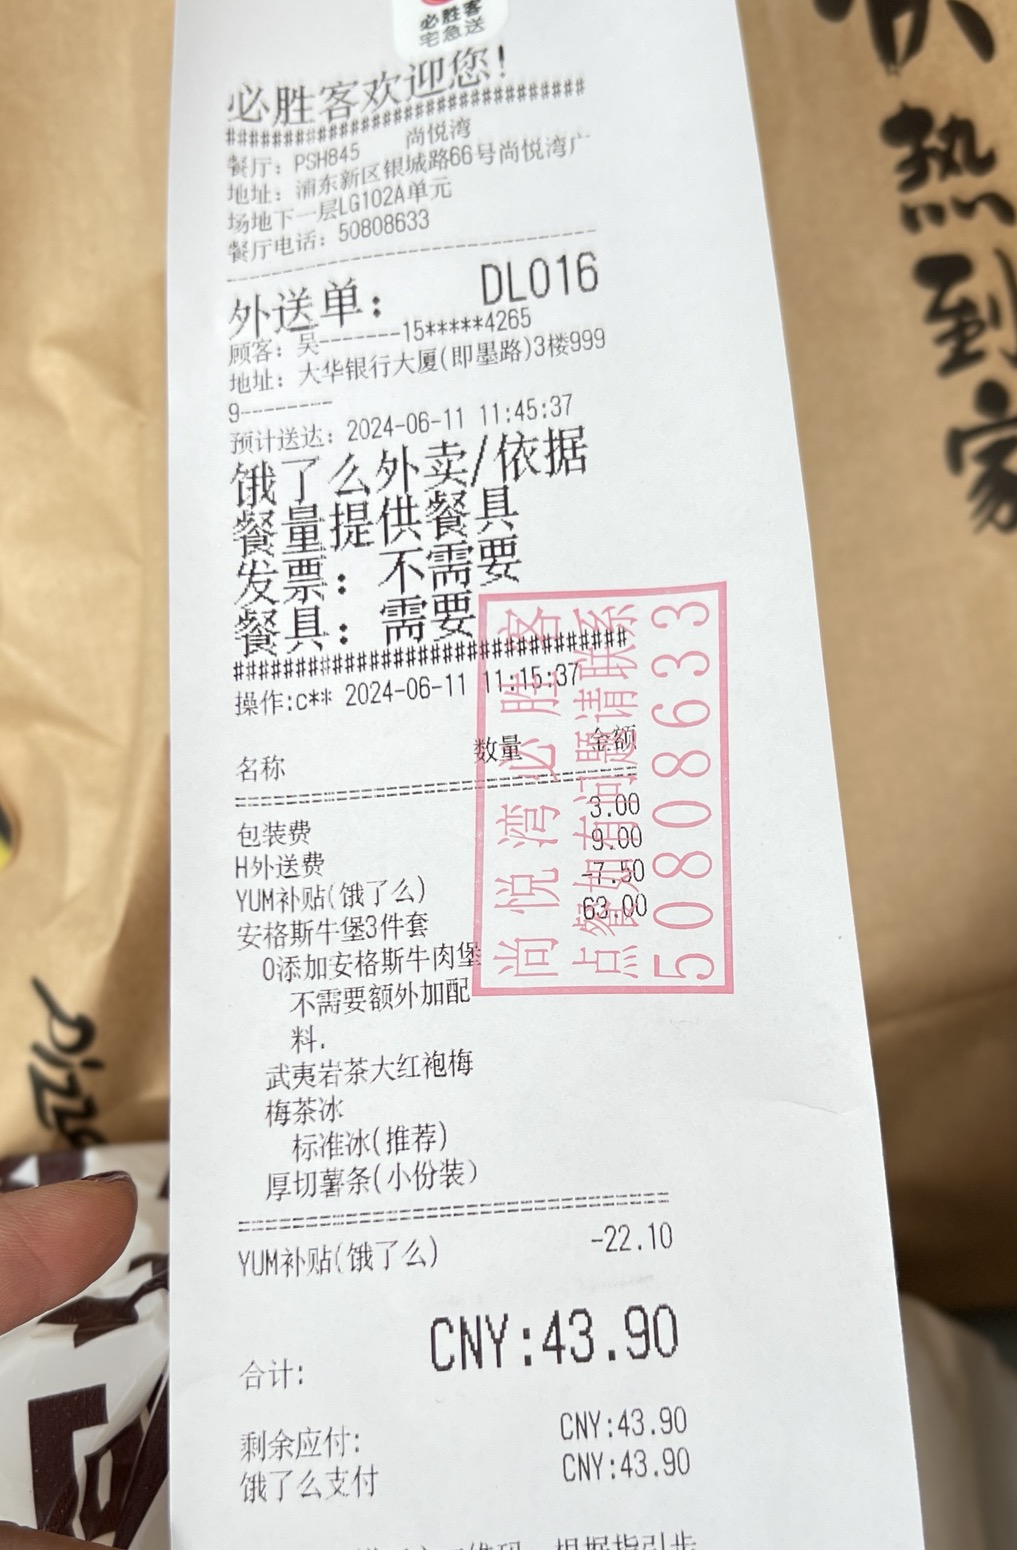 必胜客
宅急送
必胜客欢迎您!
##############################
餐厅: PSH845 尚悦湾
地址: 浦东新区银城路66号尚悦湾广
场地下一层LG102A单元
餐厅电话: 50808633
外送单: DL016
顾客: 吴-------15*****4265
地址: 大华银行大厦(即墨路)3楼999
9--------
预计送达: 2024-06-11 11:45:37
饿了么外卖/依据
餐量提供餐具
发票: 不需要
餐具: 需要
##############################
操作:c** 2024-06-11 11:15:37
名称 数量 金额
包装费 3.00
H外送费 9.00
YUM补贴(饿了么) -7.50
安格斯牛堡3件套 63.00
0添加安格斯牛肉堡
不需要额外加配
料.
武夷岩茶大红袍梅
梅茶冰
标准冰(推荐)
厚切薯条(小份装)
YUM补贴(饿了么) -22.10
合计: CNY:43.90
剩余应付: CNY:43.90
饿了么支付 CNY:43.90
根据指引步
尚悦湾必胜客
点餐如有问题请联系
50808633
热到家